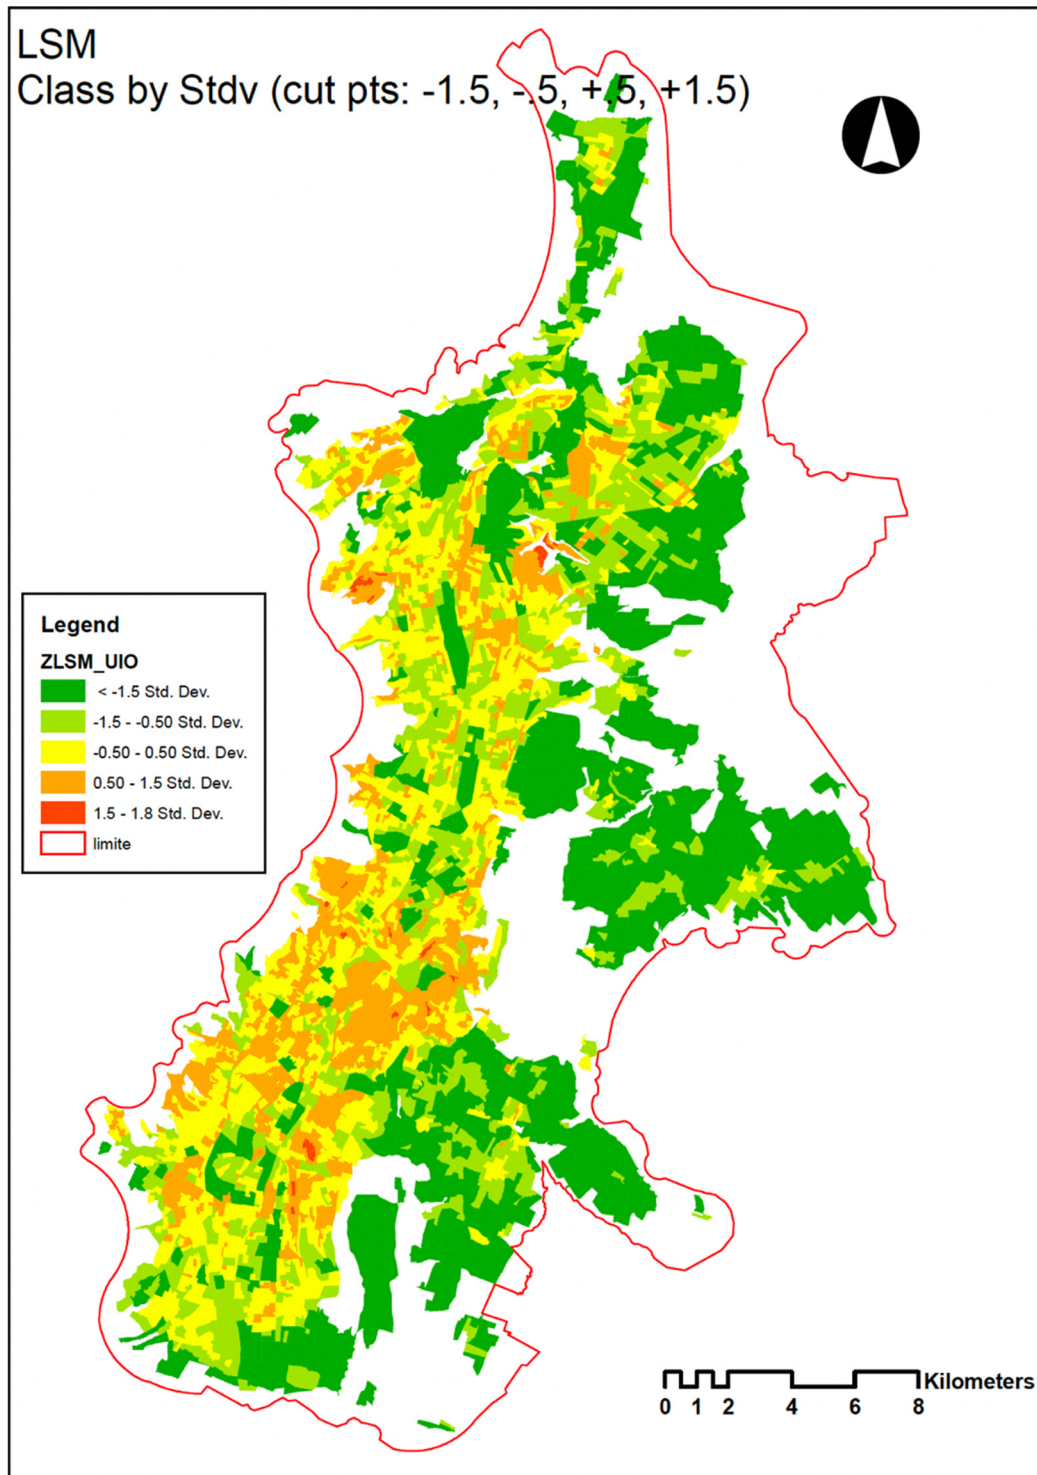 LSM
Class by Stdv (cut pts: -1.5, -.5, +.5, +1.5)
Legend
ZLSM_UIO
< -1.5 Std. Dev.
-1.5 - -0.50 Std. Dev.
-0.50 - 0.50 Std. Dev.
0.50 - 1.5 Std. Dev.
1.5 - 1.8 Std. Dev.
limite
Kilometers
0 1 2 4 6 8